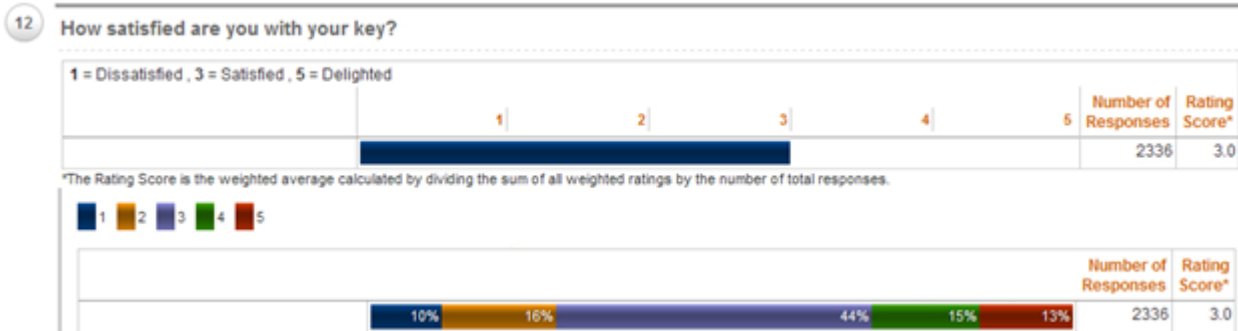 12
How satisfied are you with your key?
1 = Dissatisfied , 3 = Satisfied , 5 = Delighted
1 2 3 4 5 Number of Responses Rating Score*
2336 3.0
*The Rating Score is the weighted average calculated by dividing the sum of all weighted ratings by the number of total responses.
1 2 3 4 5
Number of Responses Rating Score*
10% 16% 44% 15% 13% 2336 3.0